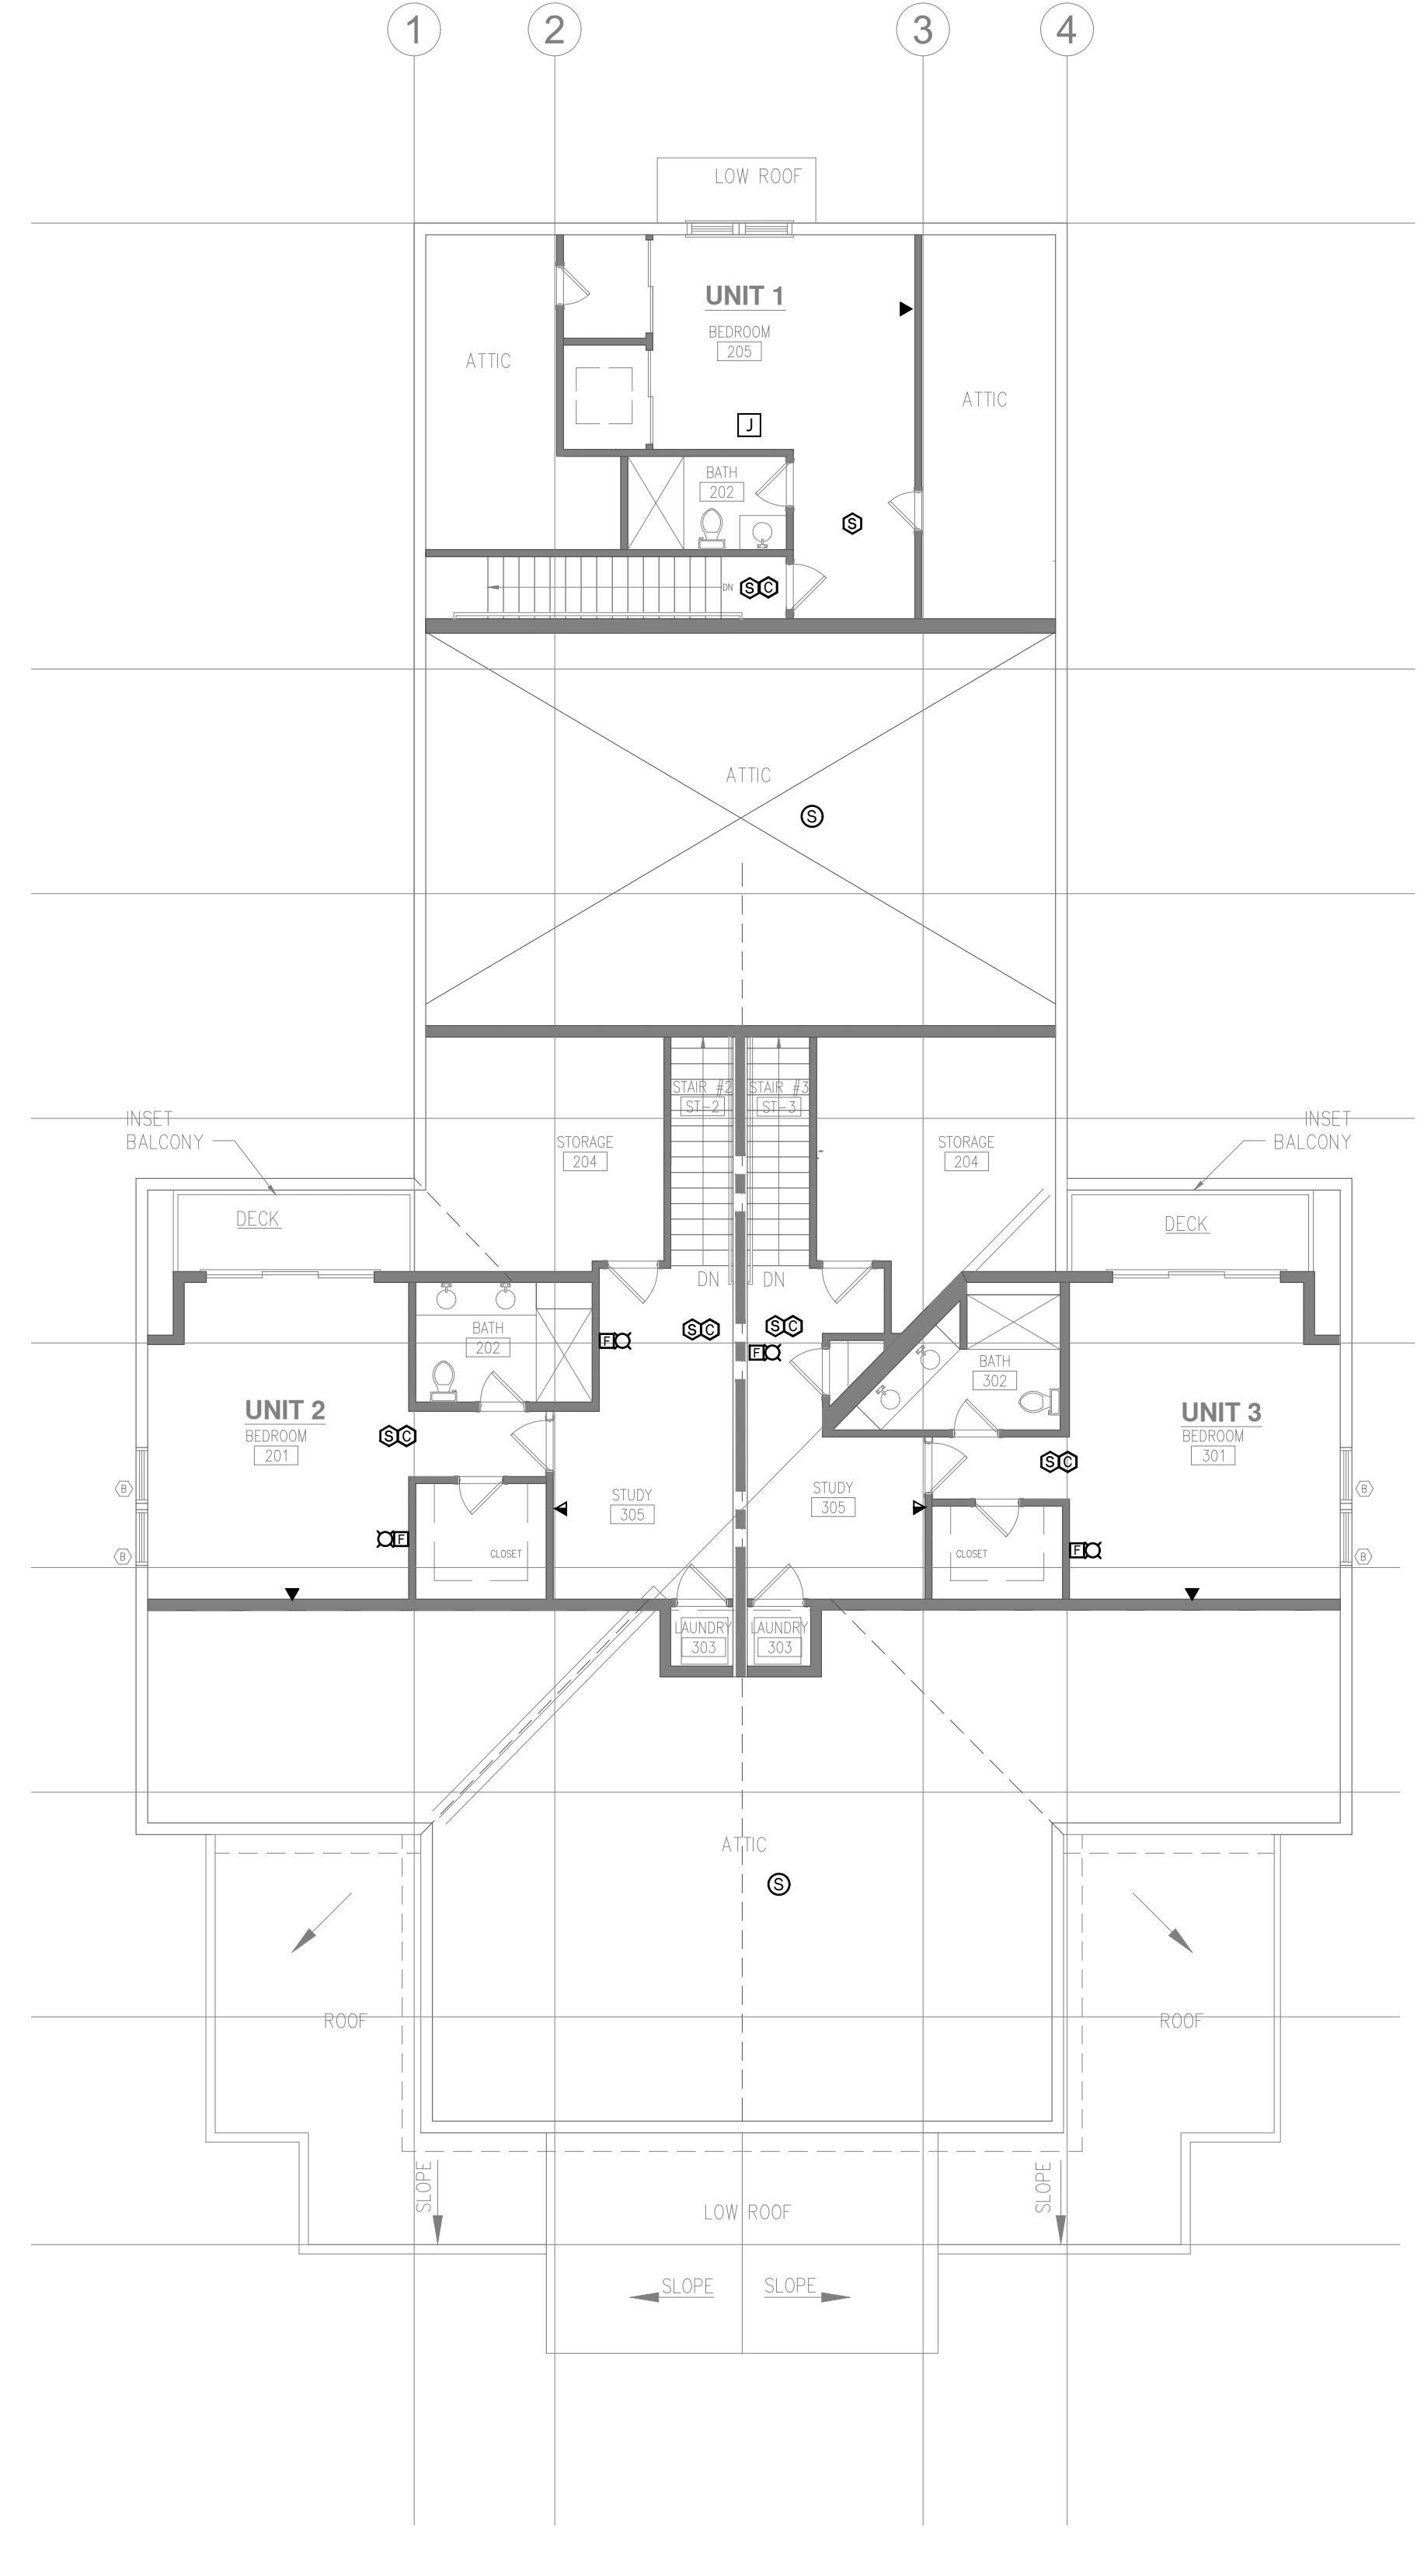 1 2 3 4
LOW ROOF
UNIT 1
BEDROOM
205
ATTIC
ATTIC
J
BATH
202
S
DN
S C
ATTIC
S
STAIR #2
ST-2
STAIR #3
ST-3
INSET
BALCONY
INSET
BALCONY
STORAGE
204
STORAGE
204
DECK
DECK
DN
DN
BATH
202
F
S C
S C
F
BATH
302
UNIT 2
BEDROOM
201
S C
UNIT 3
BEDROOM
301
S C
B
B
STUDY
305
STUDY
305
F
CLOSET
CLOSET
F
B
B
LAUNDRY
303
LAUNDRY
303
ATTIC
S
ROOF
ROOF
SLOPE
SLOPE
LOW ROOF
SLOPE
SLOPE